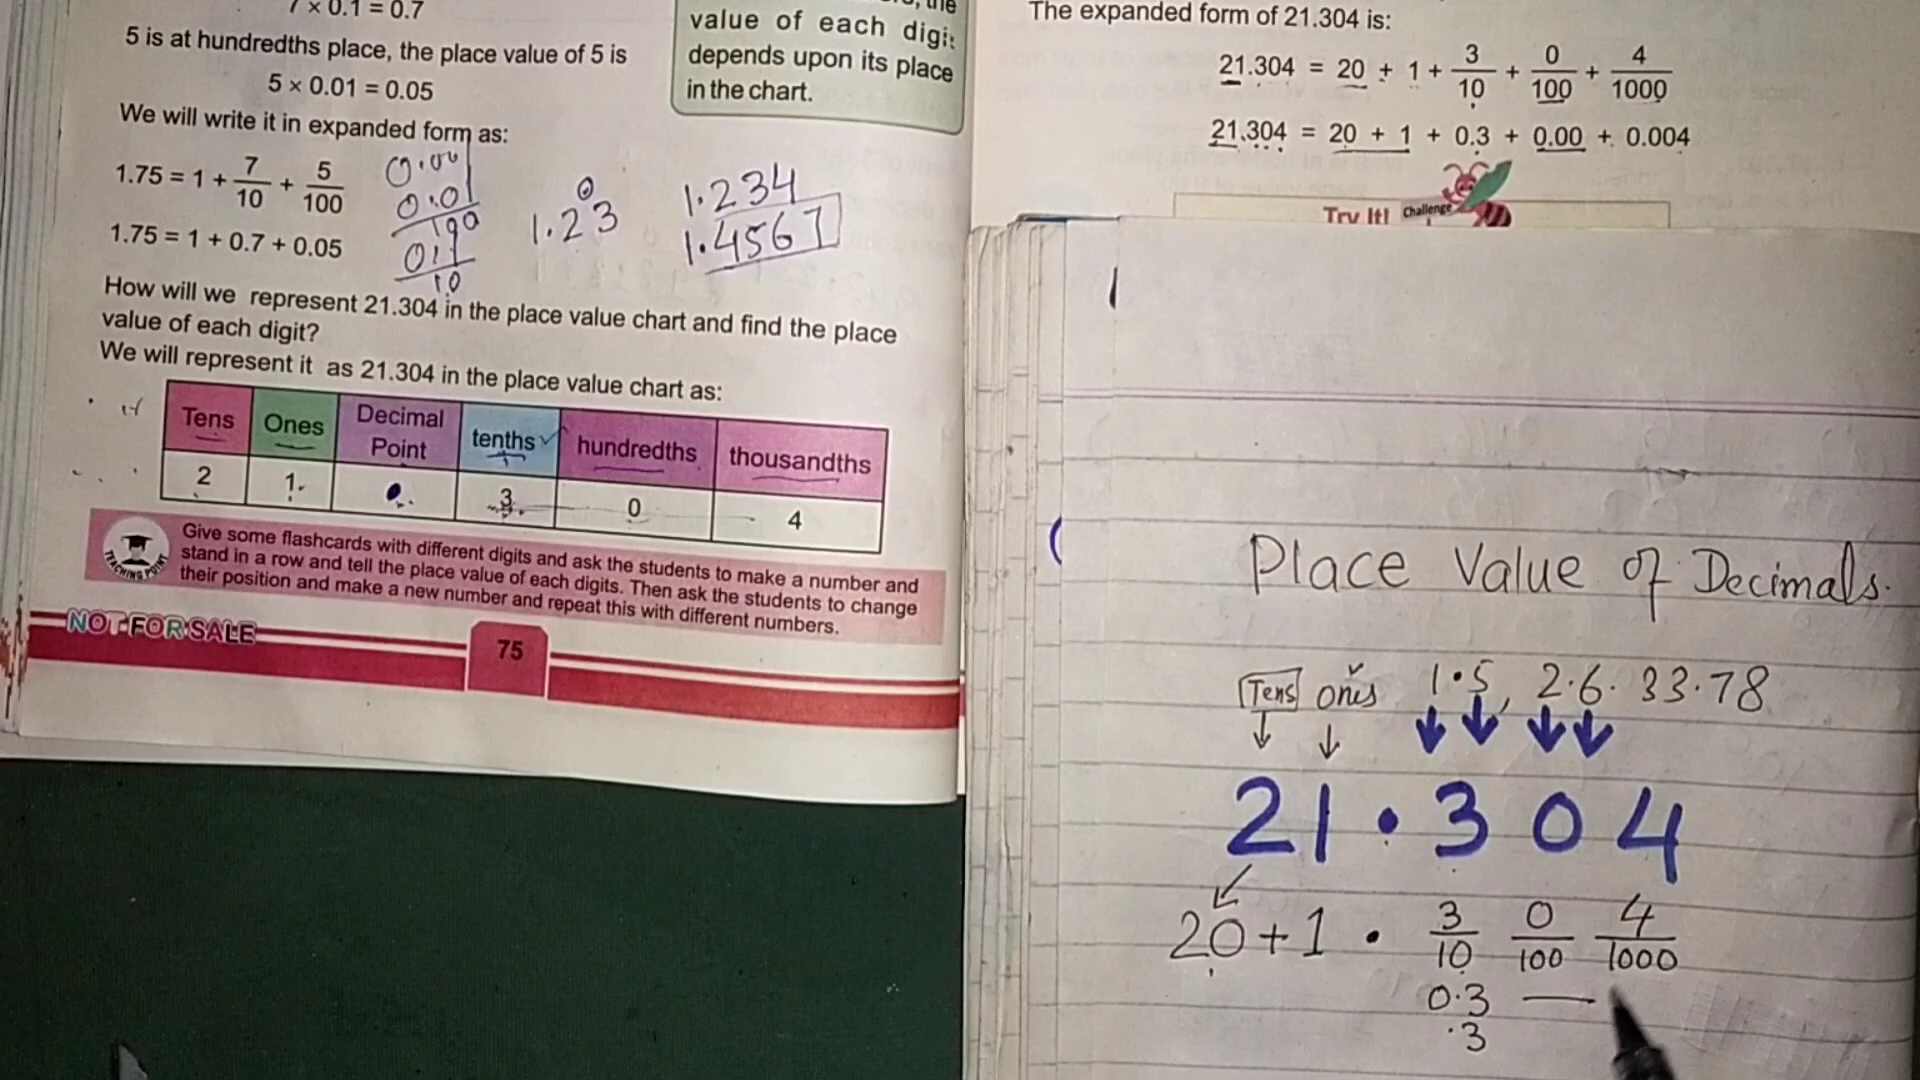 7 × 0.1 = 0.7
5 is at hundredths place, the place value of 5 is
5 × 0.01 = 0.05
We will write it in expanded form as:
1.75 = 1 + 7/10 + 5/100
1.75 = 1 + 0.7 + 0.05
the
value of each digit
depends upon its place
in the chart.
0.01
100
10
1.23
0
1.234
1.4567
How will we represent 21.304 in the place value chart and find the place
value of each digit?
We will represent it as 21.304 in the place value chart as:
Tens Ones Decimal Point tenths hundredths thousandths
2 1 . 3 0 4
TEACHING POINT
Give some flashcards with different digits and ask the students to make a number and
stand in a row and tell the place value of each digits. Then ask the students to change
their position and make a new number and repeat this with different numbers.
NOT FOR SALE
75
The expanded form of 21.304 is:
21.304 = 20 + 1 + 3/10 + 0/100 + 4/1000
21.304 = 20 + 1 + 0.3 + 0.00 + 0.004
Try It! Challenge
Place Value of Decimals.
Tens ones 1.5, 2.6. 33.78
21.304
20+1 . 3/10 0/100 4/1000
0.3 —
.3